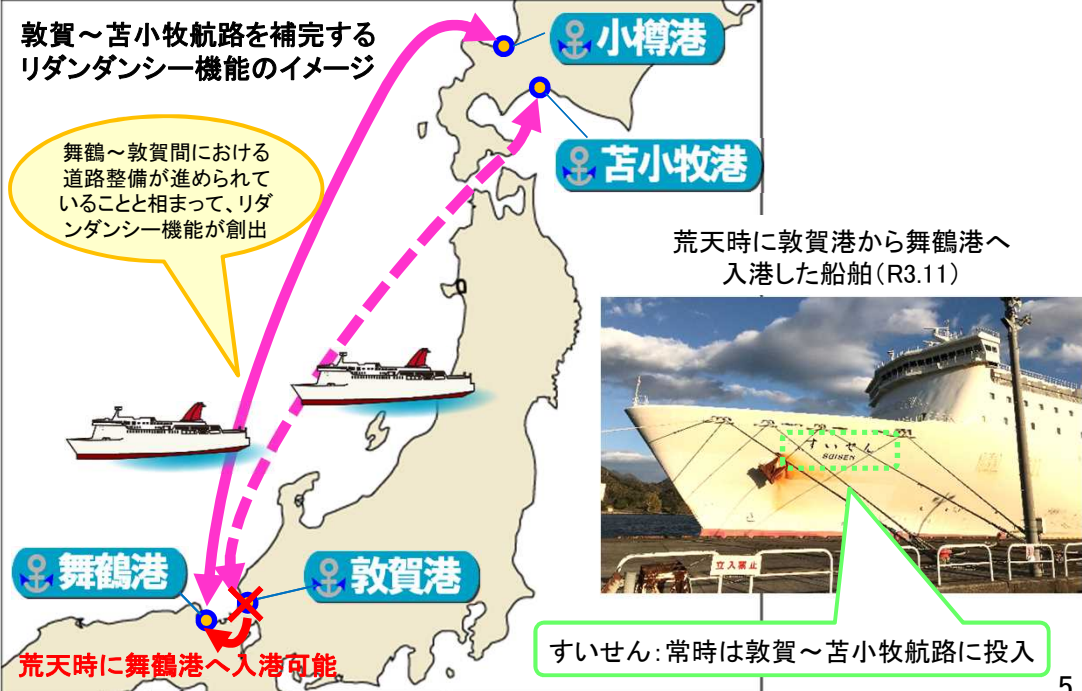 敦賀～苫小牧航路を補完する
リダンダンシー機能のイメージ
小樽港
苫小牧港
舞鶴～敦賀間における
道路整備が進められて
いることと相まって、リダ
ンダンシー機能が創出
荒天時に敦賀港から舞鶴港へ
入港した船舶(R3.11)
すいせん
SUISEN
立入禁止
舞鶴港
敦賀港
荒天時に舞鶴港へ入港可能
すいせん:常時は敦賀～苫小牧航路に投入
5